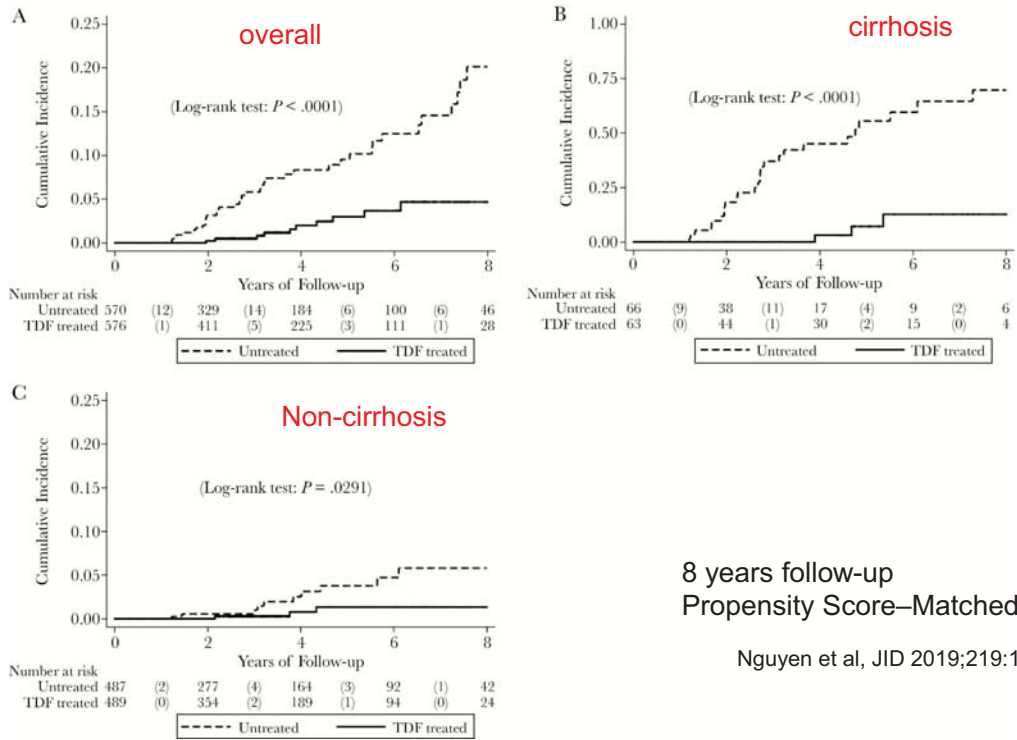 A
overall
0.25
0.20
0.15
0.10
0.05
0.00
Cumulative Incidence
(Log-rank test: P < .0001)
0 2 4 6 8
Years of Follow-up
Number at risk
Untreated 570 (12) 329 (14) 184 (6) 100 (6) 46
TDF treated 576 (1) 411 (5) 225 (3) 111 (1) 28
Untreated TDF treated
B
cirrhosis
1.00
0.75
0.50
0.25
0.00
Cumulative Incidence
(Log-rank test: P < .0001)
0 2 4 6 8
Years of Follow-up
Number at risk
Untreated 66 (9) 38 (11) 17 (4) 9 (2) 6
TDF treated 63 (0) 44 (1) 30 (2) 15 (0) 4
Untreated TDF treated
C
Non-cirrhosis
0.25
0.20
0.15
0.10
0.05
0.00
Cumulative Incidence
(Log-rank test: P = .0291)
0 2 4 6 8
Years of Follow-up
Number at risk
Untreated 487 (2) 277 (4) 164 (3) 92 (1) 42
TDF treated 489 (0) 354 (2) 189 (1) 94 (0) 24
Untreated TDF treated
8 years follow-up
Propensity Score–Matched
Nguyen et al, JID 2019;219:1